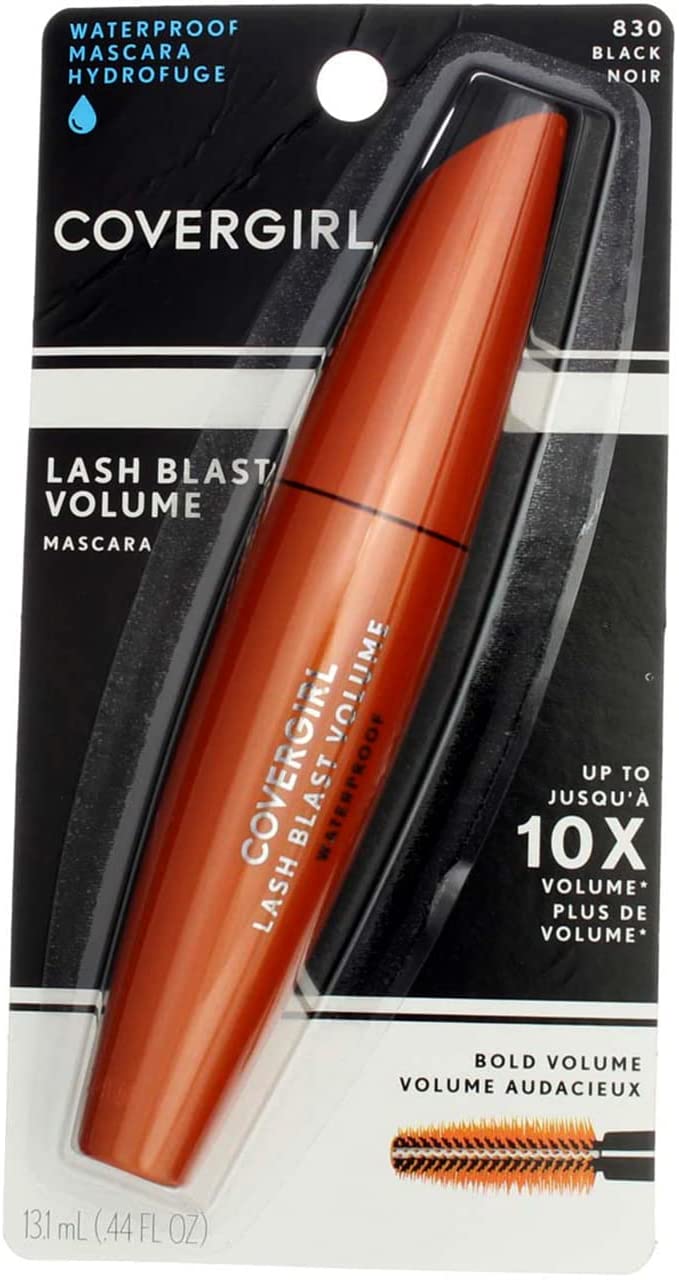 WATERPROOF
MASCARA
HYDROFUGE
830
BLACK
NOIR
COVERGIRL
LASH BLAST
VOLUME
MASCARA
COVERGIRL
LASH BLAST VOLUME
WATERPROOF
UP TO
JUSQU'À
10X
VOLUME*
PLUS DE
VOLUME*
BOLD VOLUME
VOLUME AUDACIEUX
13.1 mL (.44 FL OZ)